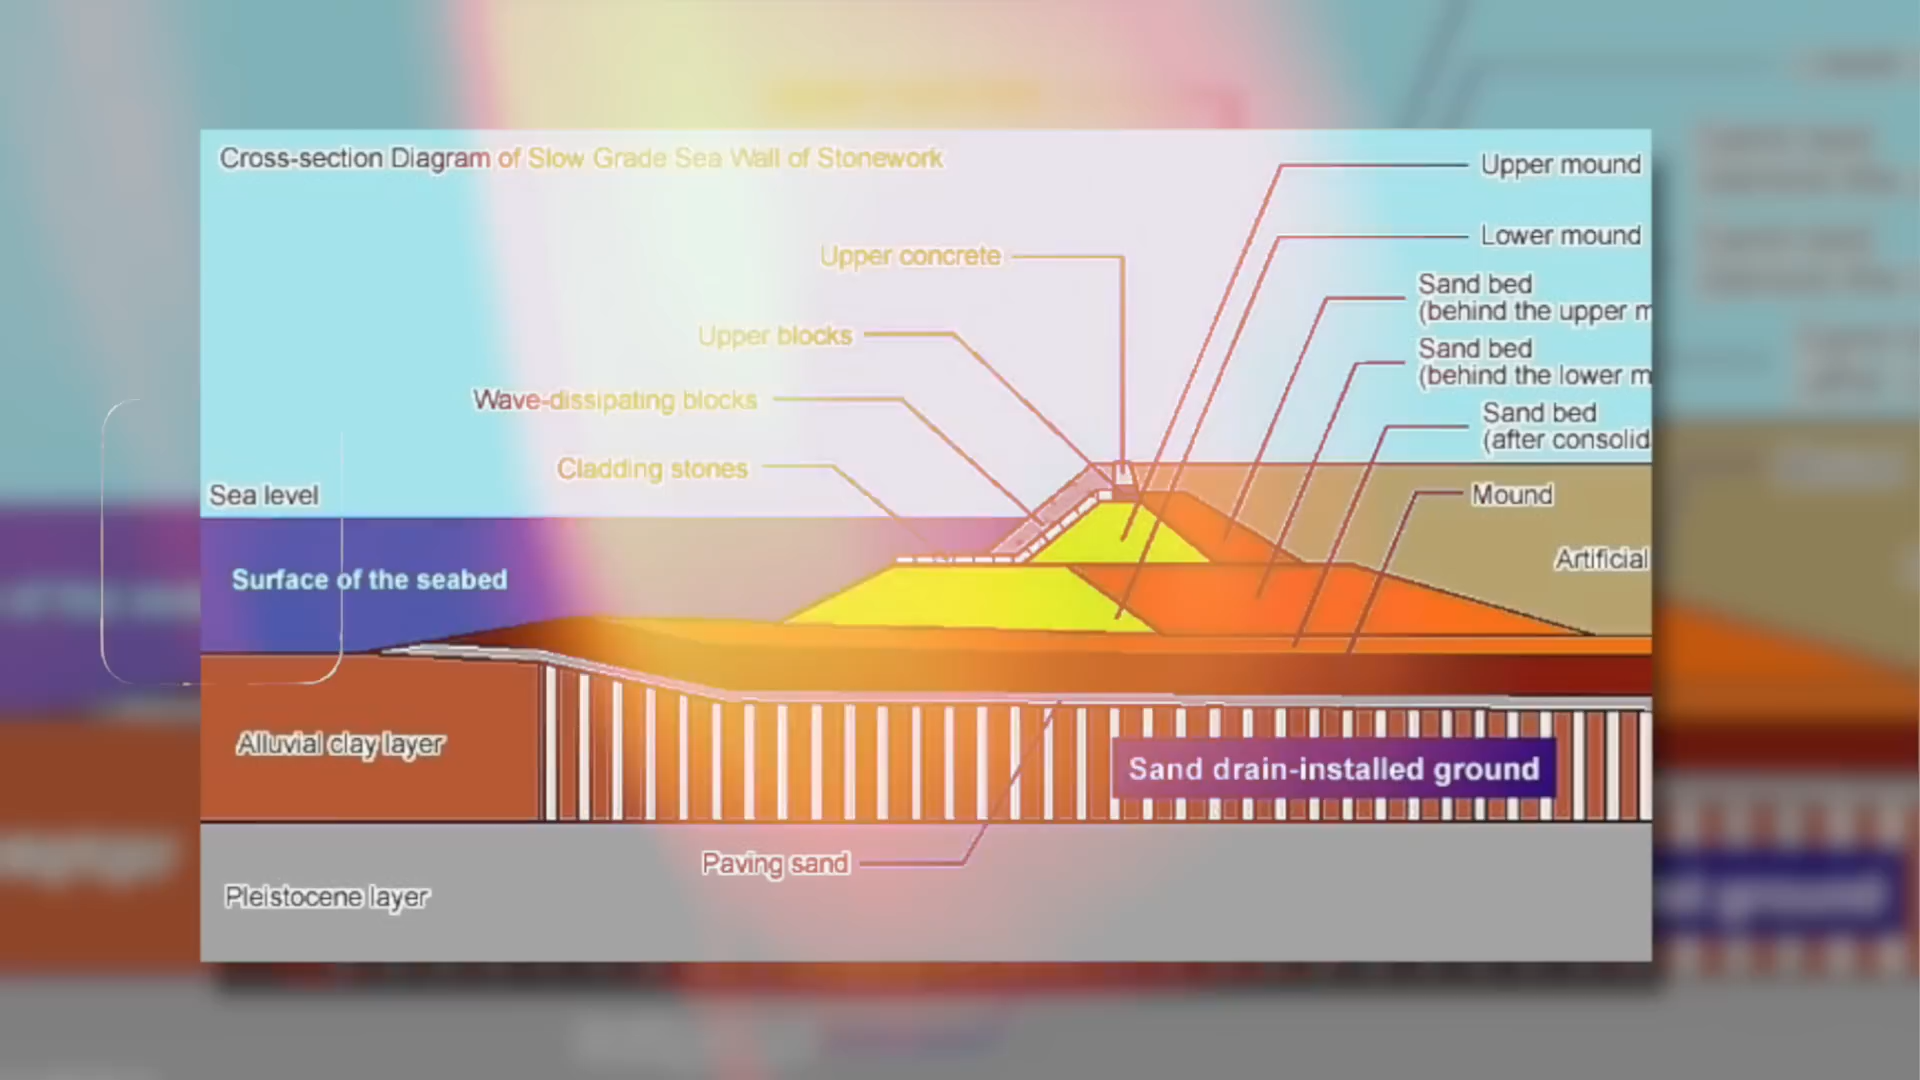 Cross-section Diagram of Slow Grade Sea Wall of Stonework
Upper mound
Lower mound
Upper concrete
Sand bed
(behind the upper m
Upper blocks
Sand bed
(behind the lower m
Wave-dissipating blocks
Sand bed
(after consolid
Cladding stones
Sea level
Mound
Artificial
Surface of the seabed
Alluvial clay layer
Sand drain-installed ground
Paving sand
Pleistocene layer